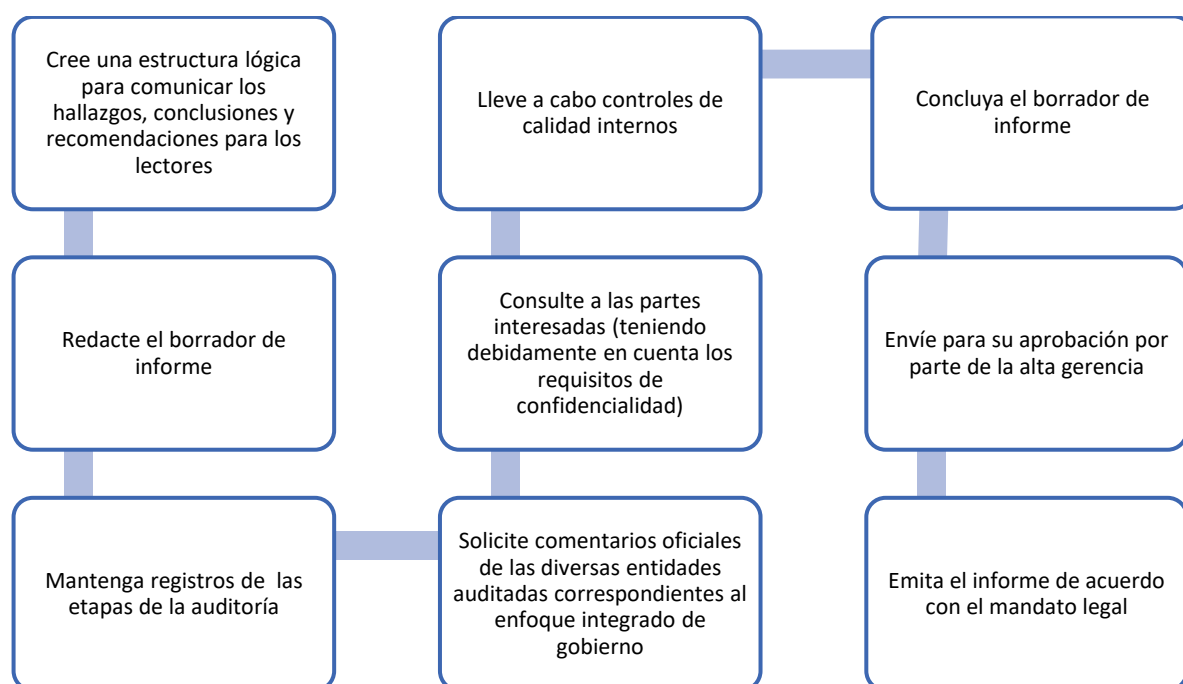 Cree una estructura lógica
para comunicar los
hallazgos, conclusiones y
recomendaciones para los
lectores
Redacte el borrador de
informe
Mantenga registros de las
etapas de la auditoría
Solicite comentarios oficiales
de las diversas entidades
auditadas correspondientes al
enfoque integrado de
gobierno
Consulte a las partes
interesadas (teniendo
debidamente en cuenta los
requisitos de
confidencialidad)
Lleve a cabo controles de
calidad internos
Concluya el borrador de
informe
Envíe para su aprobación por
parte de la alta gerencia
Emita el informe de acuerdo
con el mandato legal